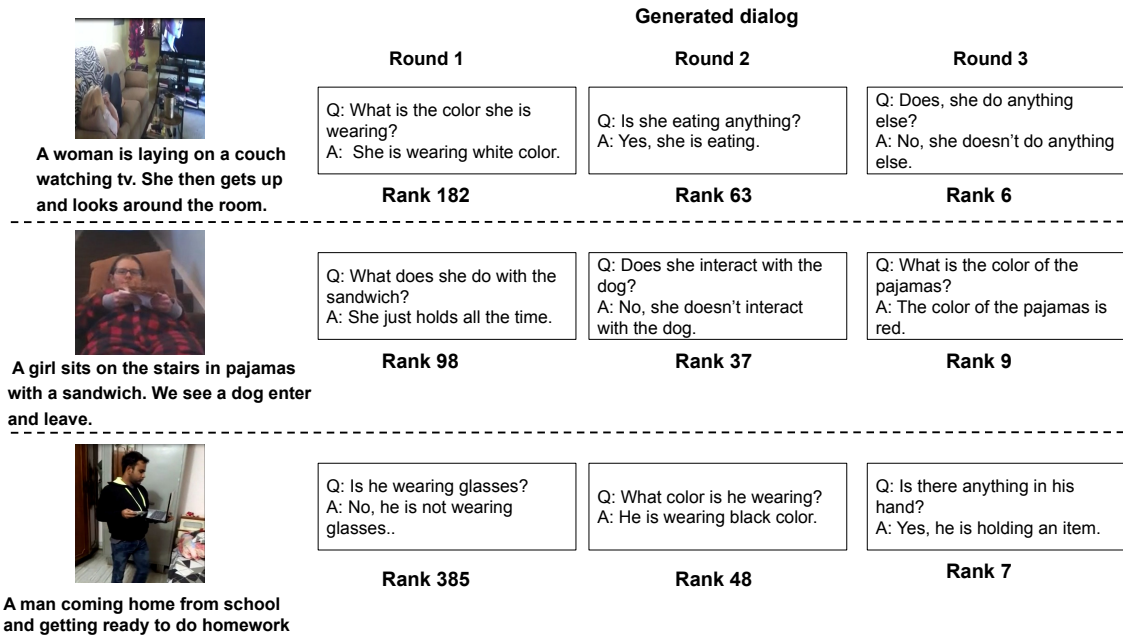 Generated dialog
Round 1
Round 2
Round 3
Q: What is the color she is
wearing?
A:  She is wearing white color.
Q: Is she eating anything?
A: Yes, she is eating.
Q: Does, she do anything
else?
A: No, she doesn't do anything
else.
A woman is laying on a couch
watching tv. She then gets up
and looks around the room.
Rank 182
Rank 63
Rank 6
Q: What does she do with the
sandwich?
A: She just holds all the time.
Q: Does she interact with the
dog?
A: No, she doesn't interact
with the dog.
Q: What is the color of the
pajamas?
A: The color of the pajamas is
red.
Rank 98
Rank 37
Rank 9
A girl sits on the stairs in pajamas
with a sandwich. We see a dog enter
and leave.
Q: Is he wearing glasses?
A: No, he is not wearing
glasses..
Q: What color is he wearing?
A: He is wearing black color.
Q: Is there anything in his
hand?
A: Yes, he is holding an item.
Rank 385
Rank 48
Rank 7
A man coming home from school
and getting ready to do homework